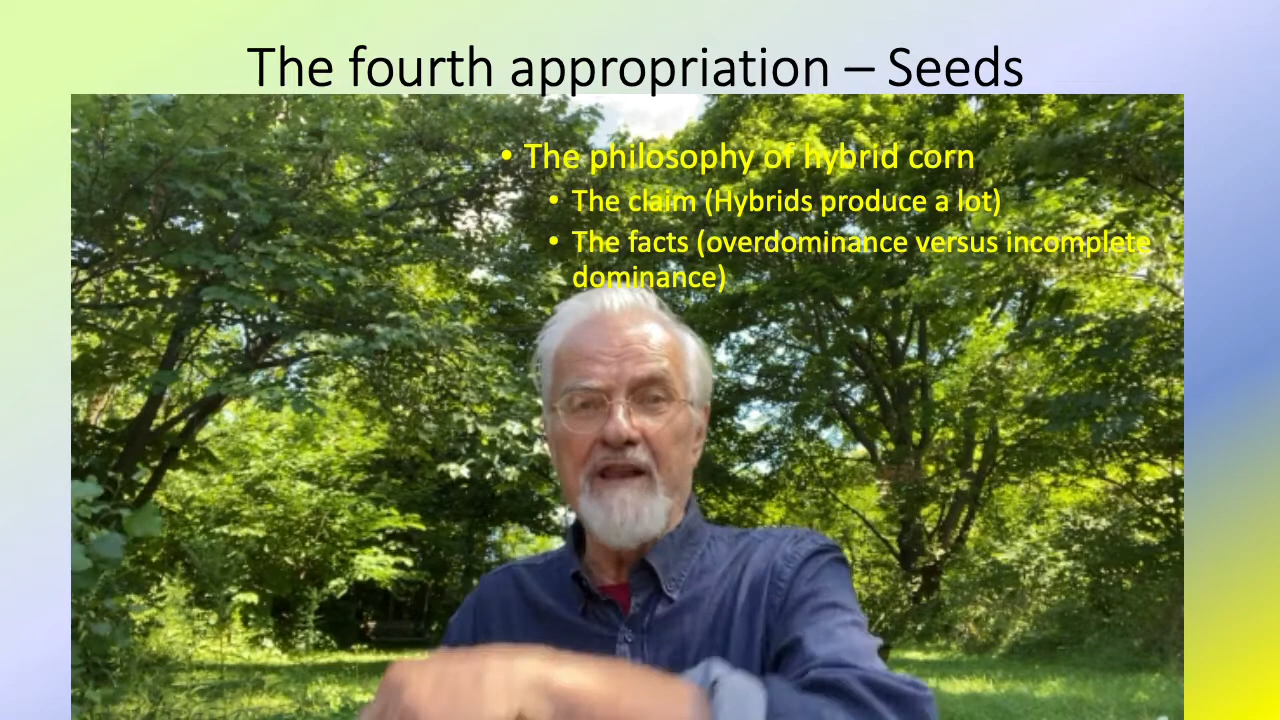 The fourth appropriation – Seeds
• The philosophy of hybrid corn
• The claim (Hybrids produce a lot)
• The facts (overdominance versus incomplete
dominance)